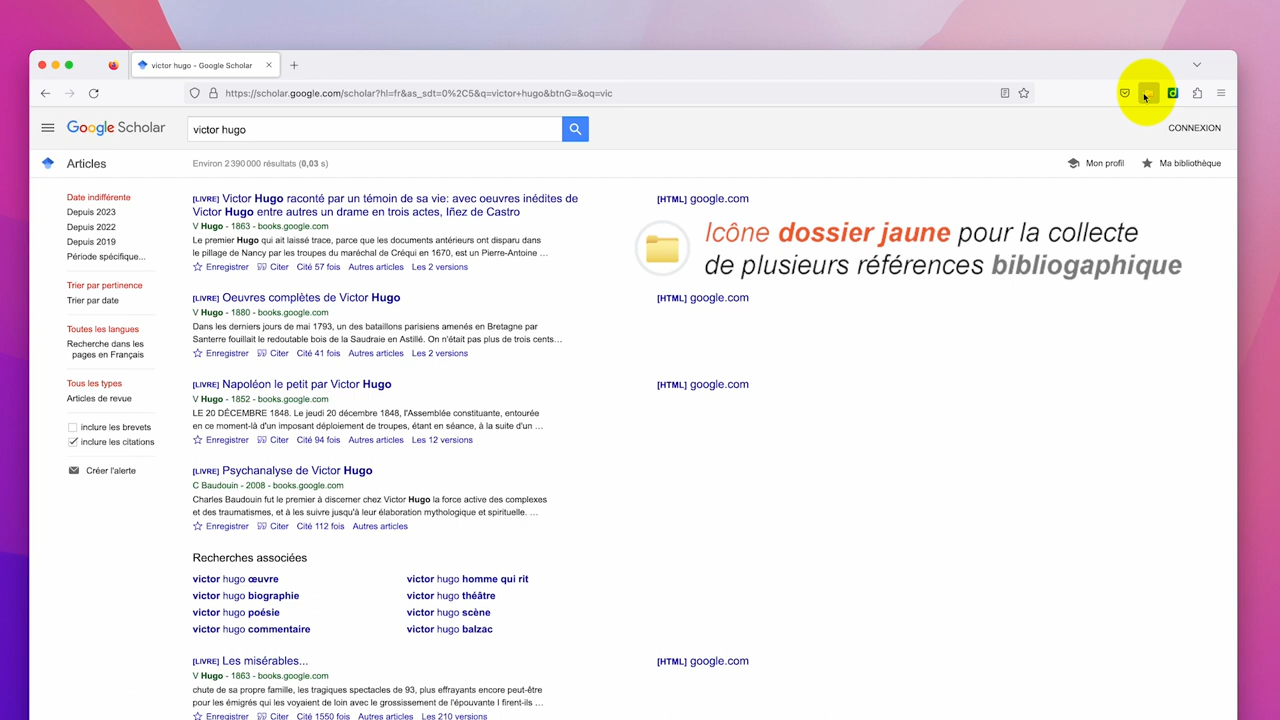 victor hugo - Google Scholar
https://scholar.google.com/scholar?hl=fr&as_sdt=0%2C5&q=victor+hugo&btnG=&oq=vic
Google Scholar
victor hugo
CONNEXION
Articles
Environ 2 390 000 résultats (0,03 s)
Mon profil
Ma bibliothèque
Date indifférente
Depuis 2023
Depuis 2022
Depuis 2019
Période spécifique...
Trier par pertinence
Trier par date
Toutes les langues
Recherche dans les
pages en Français
Tous les types
Articles de revue
inclure les brevets
inclure les citations
Créer l'alerte
[LIVRE] Victor Hugo raconté par un témoin de sa vie: avec oeuvres inédites de
Victor Hugo entre autres un drame en trois actes, Iñez de Castro
V Hugo - 1863 - books.google.com
Le premier Hugo qui ait laissé trace, parce que les documents antérieurs ont disparu dans
le pillage de Nancy par les troupes du maréchal de Créqui en 1670, est un Pierre-Antoine …
Enregistrer Citer Cité 57 fois Autres articles Les 2 versions
[HTML] google.com
Icône dossier jaune pour la collecte
de plusieurs références bibliogaphique
[LIVRE] Oeuvres complètes de Victor Hugo
V Hugo - 1880 - books.google.com
Dans les derniers jours de mai 1793, un des bataillons parisiens amenés en Bretagne par
Santerre fouillait le redoutable bois de la Saudraie en Astillé. On n'était pas plus de trois cents…
Enregistrer Citer Cité 41 fois Autres articles Les 2 versions
[HTML] google.com
[LIVRE] Napoléon le petit par Victor Hugo
V Hugo - 1852 - books.google.com
LE 20 DÉCEMBRE 1848. Le jeudi 20 décembre 1848, l'Assemblée constituante, entourée
en ce moment-là d'un imposant déploiement de troupes, étant en séance, à la suite d'un …
Enregistrer Citer Cité 94 fois Autres articles Les 12 versions
[HTML] google.com
[LIVRE] Psychanalyse de Victor Hugo
C Baudouin - 2008 - books.google.com
Charles Baudouin fut le premier à discerner chez Victor Hugo la force active des complexes
et des traumatismes, et à les suivre jusqu'à leur élaboration mythologique et spirituelle. …
Enregistrer Citer Cité 112 fois Autres articles
Recherches associées
victor hugo œuvre
victor hugo homme qui rit
victor hugo biographie
victor hugo théâtre
victor hugo poésie
victor hugo scène
victor hugo commentaire
victor hugo balzac
[LIVRE] Les misérables...
V Hugo - 1863 - books.google.com
chute de sa propre famille, les tragiques spectacles de 93, plus effrayants encore peut-être
pour les émigrés qui les voyaient de loin avec le grossissement de l'épouvante I firent-ils …
Enregistrer Citer Cité 1550 fois Autres articles Les 210 versions
[HTML] google.com